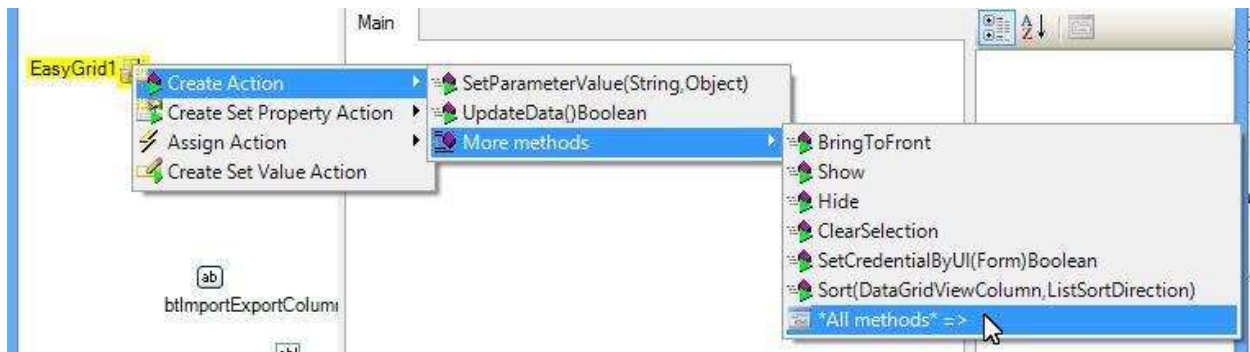 Main
EasyGrid1
Create Action
Create Set Property Action
Assign Action
Create Set Value Action
SetParameterValue(String,Object)
UpdateData()Boolean
More methods
BringToFront
Show
Hide
ClearSelection
SetCredentialByUI(Form)Boolean
Sort(DataGridViewColumn,ListSortDirection)
*All methods* =>
ab
btImportExportColum